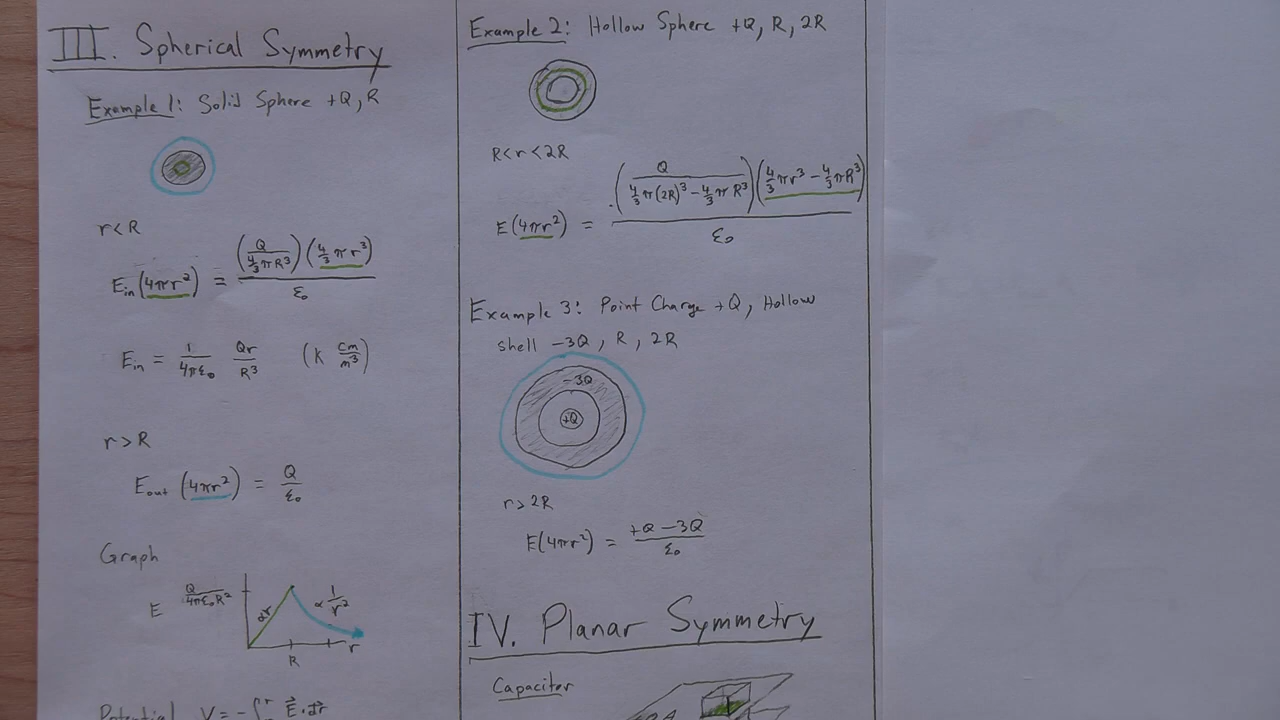 III. Spherical Symmetry
Example 1: Solid Sphere +Q, R
r<R
E_in (4πr²) = (Q / (4/3 πR³)) (4/3 πr³) / ε₀
E_in = 1/(4πε₀) Qr/R³ (k Cm/m³)
r>R
E_out (4πr²) = Q/ε₀
Graph
E Q/(4πε₀R²) ∝r ∝ 1/r² r
R
Potential V = -∫^r E⃗·dr⃗
Example 2: Hollow Sphere +Q, R, 2R
R<r<2R
E(4πr²) = (Q / (4/3 π(2R)³ - 4/3 πR³)) (4/3 πr³ - 4/3 πR³) / ε₀
Example 3: Point Charge +Q, Hollow
shell -3Q, R, 2R
-3Q
+Q
r>2R
E(4πr²) = (+Q - 3Q)/ε₀
IV. Planar Symmetry
Capacitor